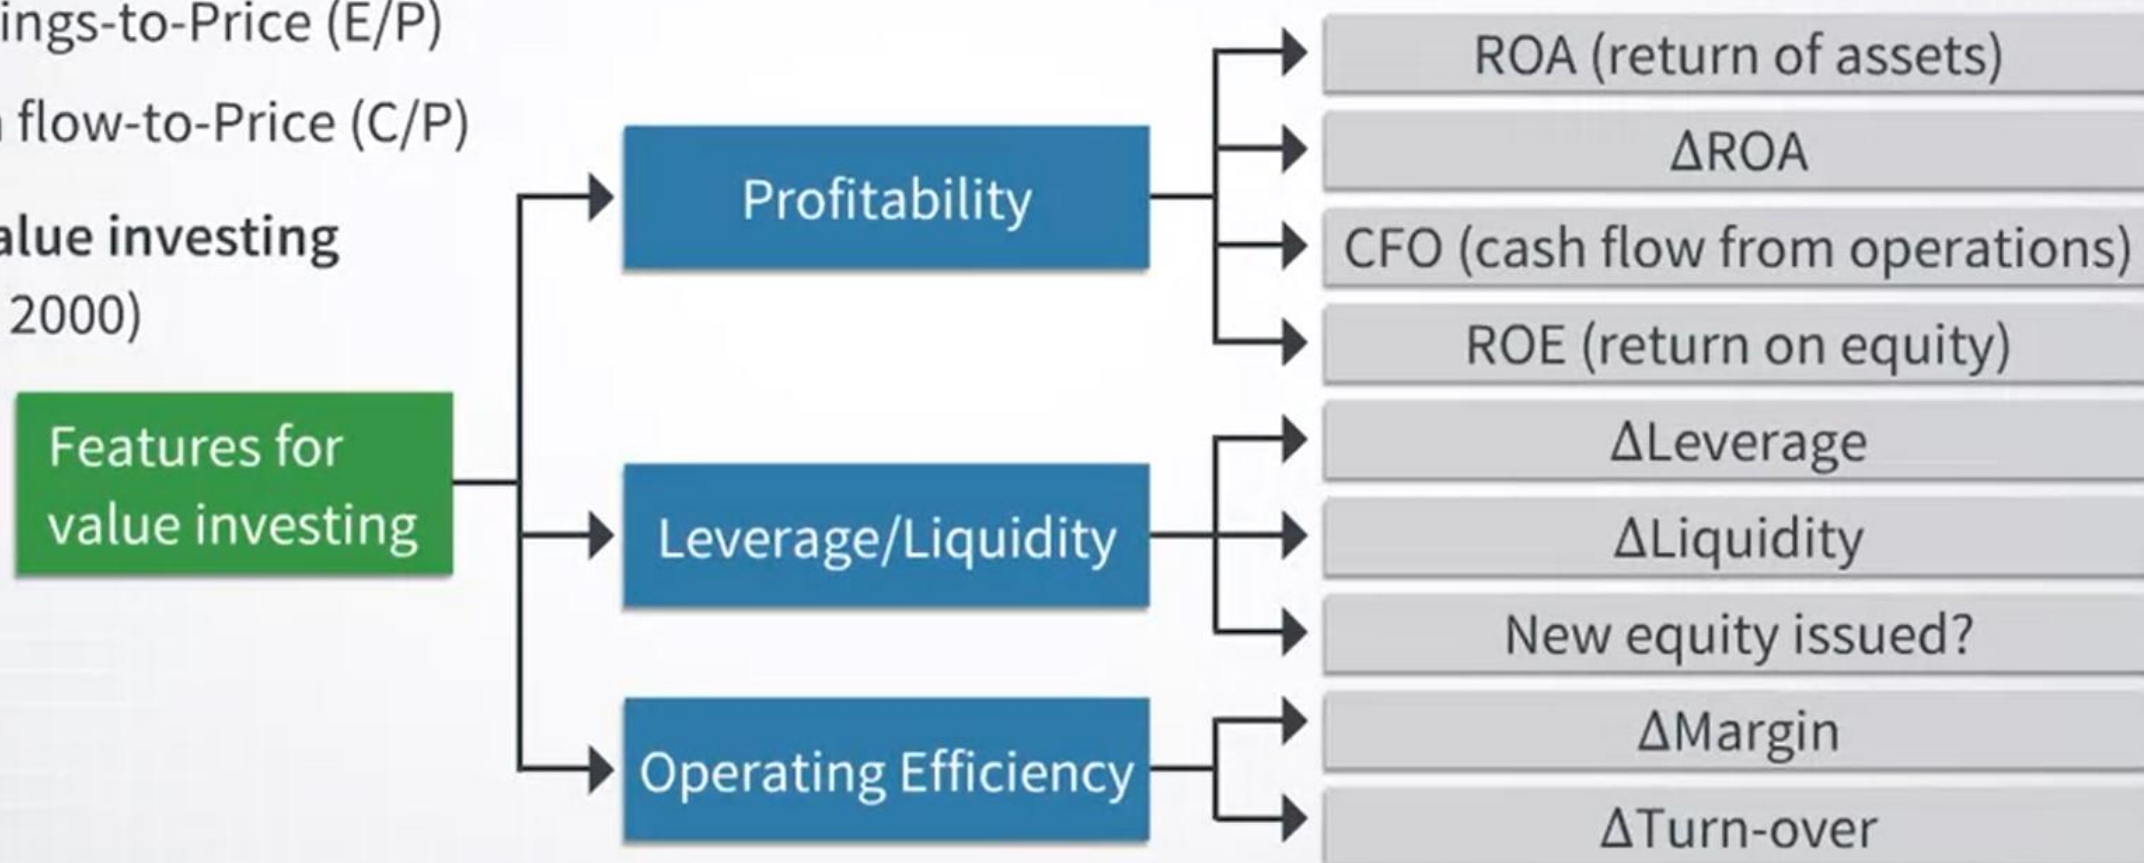 ings-to-Price (E/P)
flow-to-Price (C/P)
alue investing
2000)
Features for
value investing
Profitability
Leverage/Liquidity
Operating Efficiency
ROA (return of assets)
ΔROA
CFO (cash flow from operations)
ROE (return on equity)
ΔLeverage
ΔLiquidity
New equity issued?
ΔMargin
ΔTurn-over